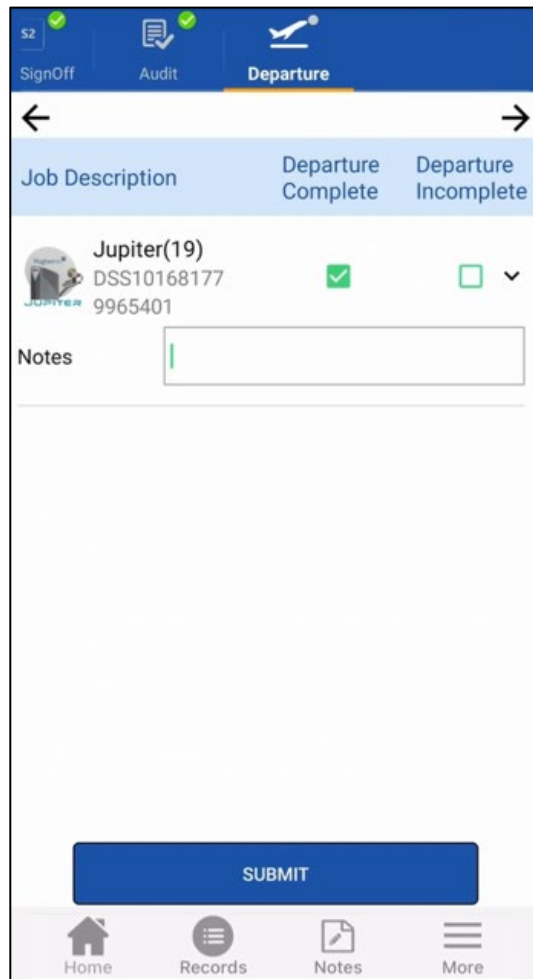 S2
SignOff Audit Departure
Job Description Departure Complete Departure Incomplete
Jupiter(19)
DSS10168177
JUPITER 9965401
Notes
SUBMIT
Home Records Notes More